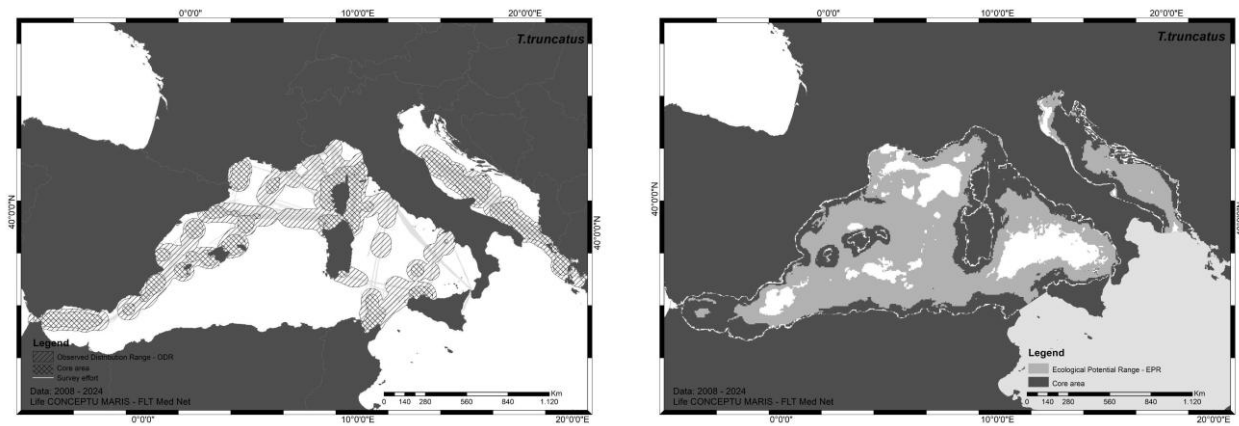 0°0'0" 10°0'0"E 20°0'0"E
T.truncatus
40°0'0"N
40°0'0"N
Legend
Observed Distribution Range - ODR
Core area
Survey effort
Data: 2008 - 2024
Life CONCEPTU MARIS - FLT Med Net
Km
0 140 280 560 840 1.120
0°0'0" 10°0'0"E 20°0'0"E
0°0'0" 10°0'0"E 20°0'0"E
T.truncatus
40°0'0"N
40°0'0"N
Legend
Ecological Potential Range - EPR
Core area
Data: 2008 - 2024
Life CONCEPTU MARIS - FLT Med Net
Km
0 140 280 560 840 1.120
0°0'0" 10°0'0"E 20°0'0"E